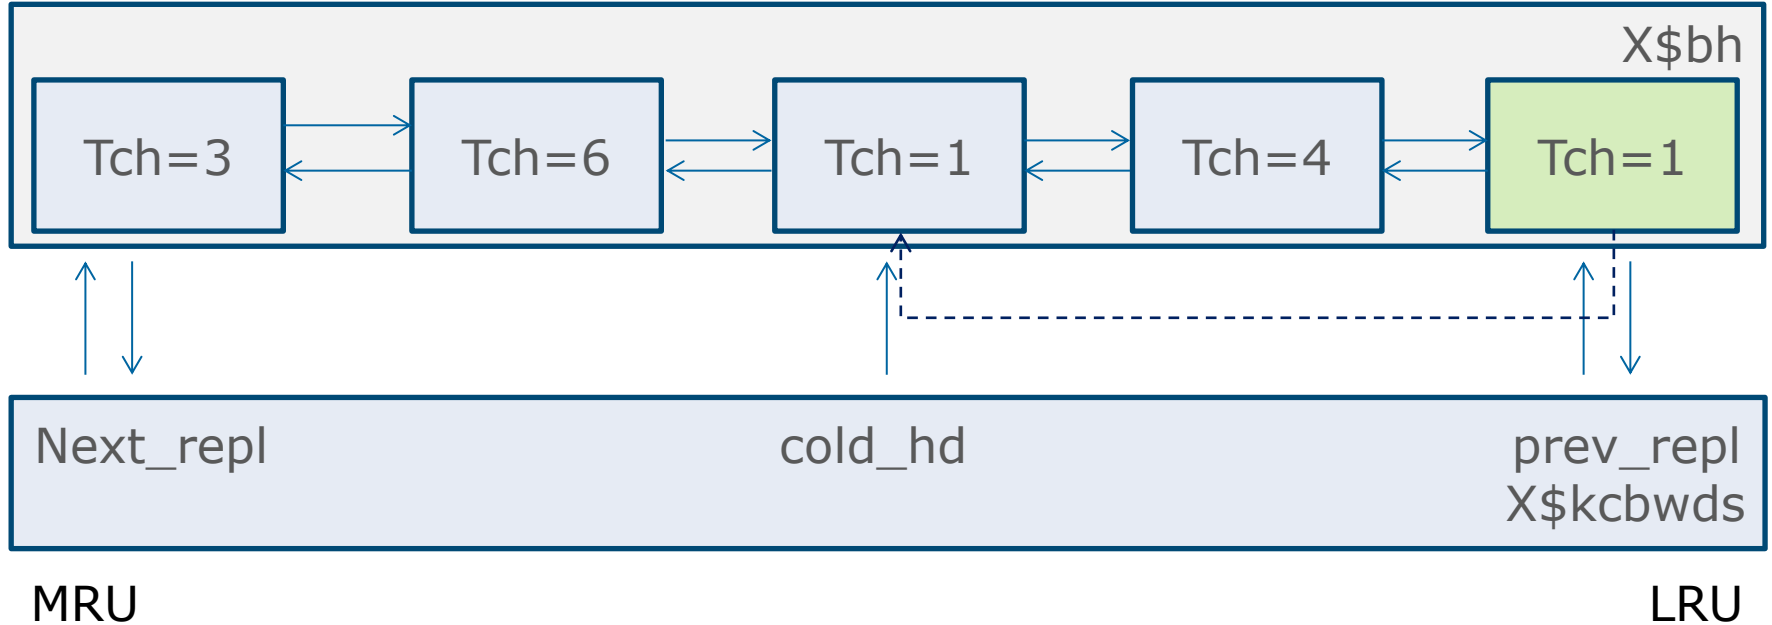 X$bh
Tch=3 Tch=6 Tch=1 Tch=4 Tch=1
Next_repl cold_hd prev_repl
X$kcbwds
MRU LRU